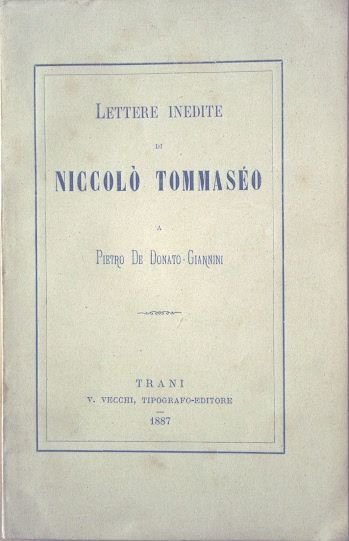 LETTERE INEDITE
DI
NICCOLÒ TOMMASÉO
A
PIETRO DE DONATO-GIANNINI
TRANI
V. VECCHI, TIPOGRAFO-EDITORE
1887